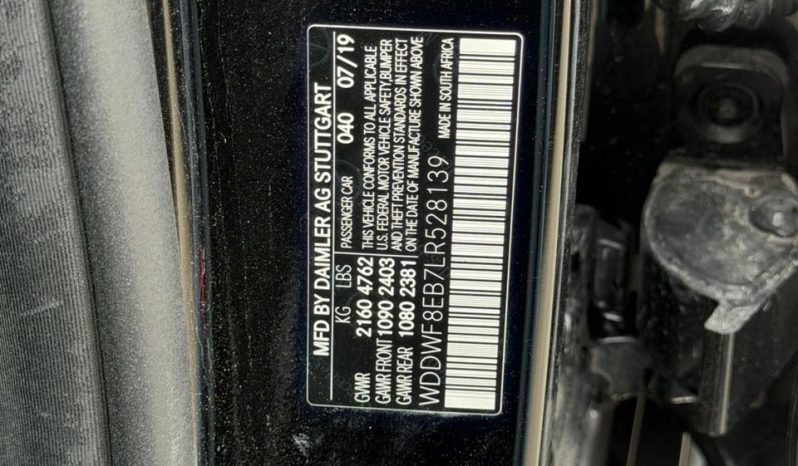 MFD BY DAIMLER AG STUTTGART
KG LBS PASSENGER CAR 040 07/19
GVWR 2160 4762 THIS VEHICLE CONFORMS TO ALL APPLICABLE
GAWR FRONT 1090 2403 U.S. FEDERAL MOTOR VEHICLE SAFETY,BUMPER
AND THEFT PREVENTION STANDARDS IN EFFECT
GAWR REAR 1080 2381 ON THE DATE OF MANUFACTURE SHOWN ABOVE
WDDWF8EB7LR528139 MADE IN SOUTH AFRICA